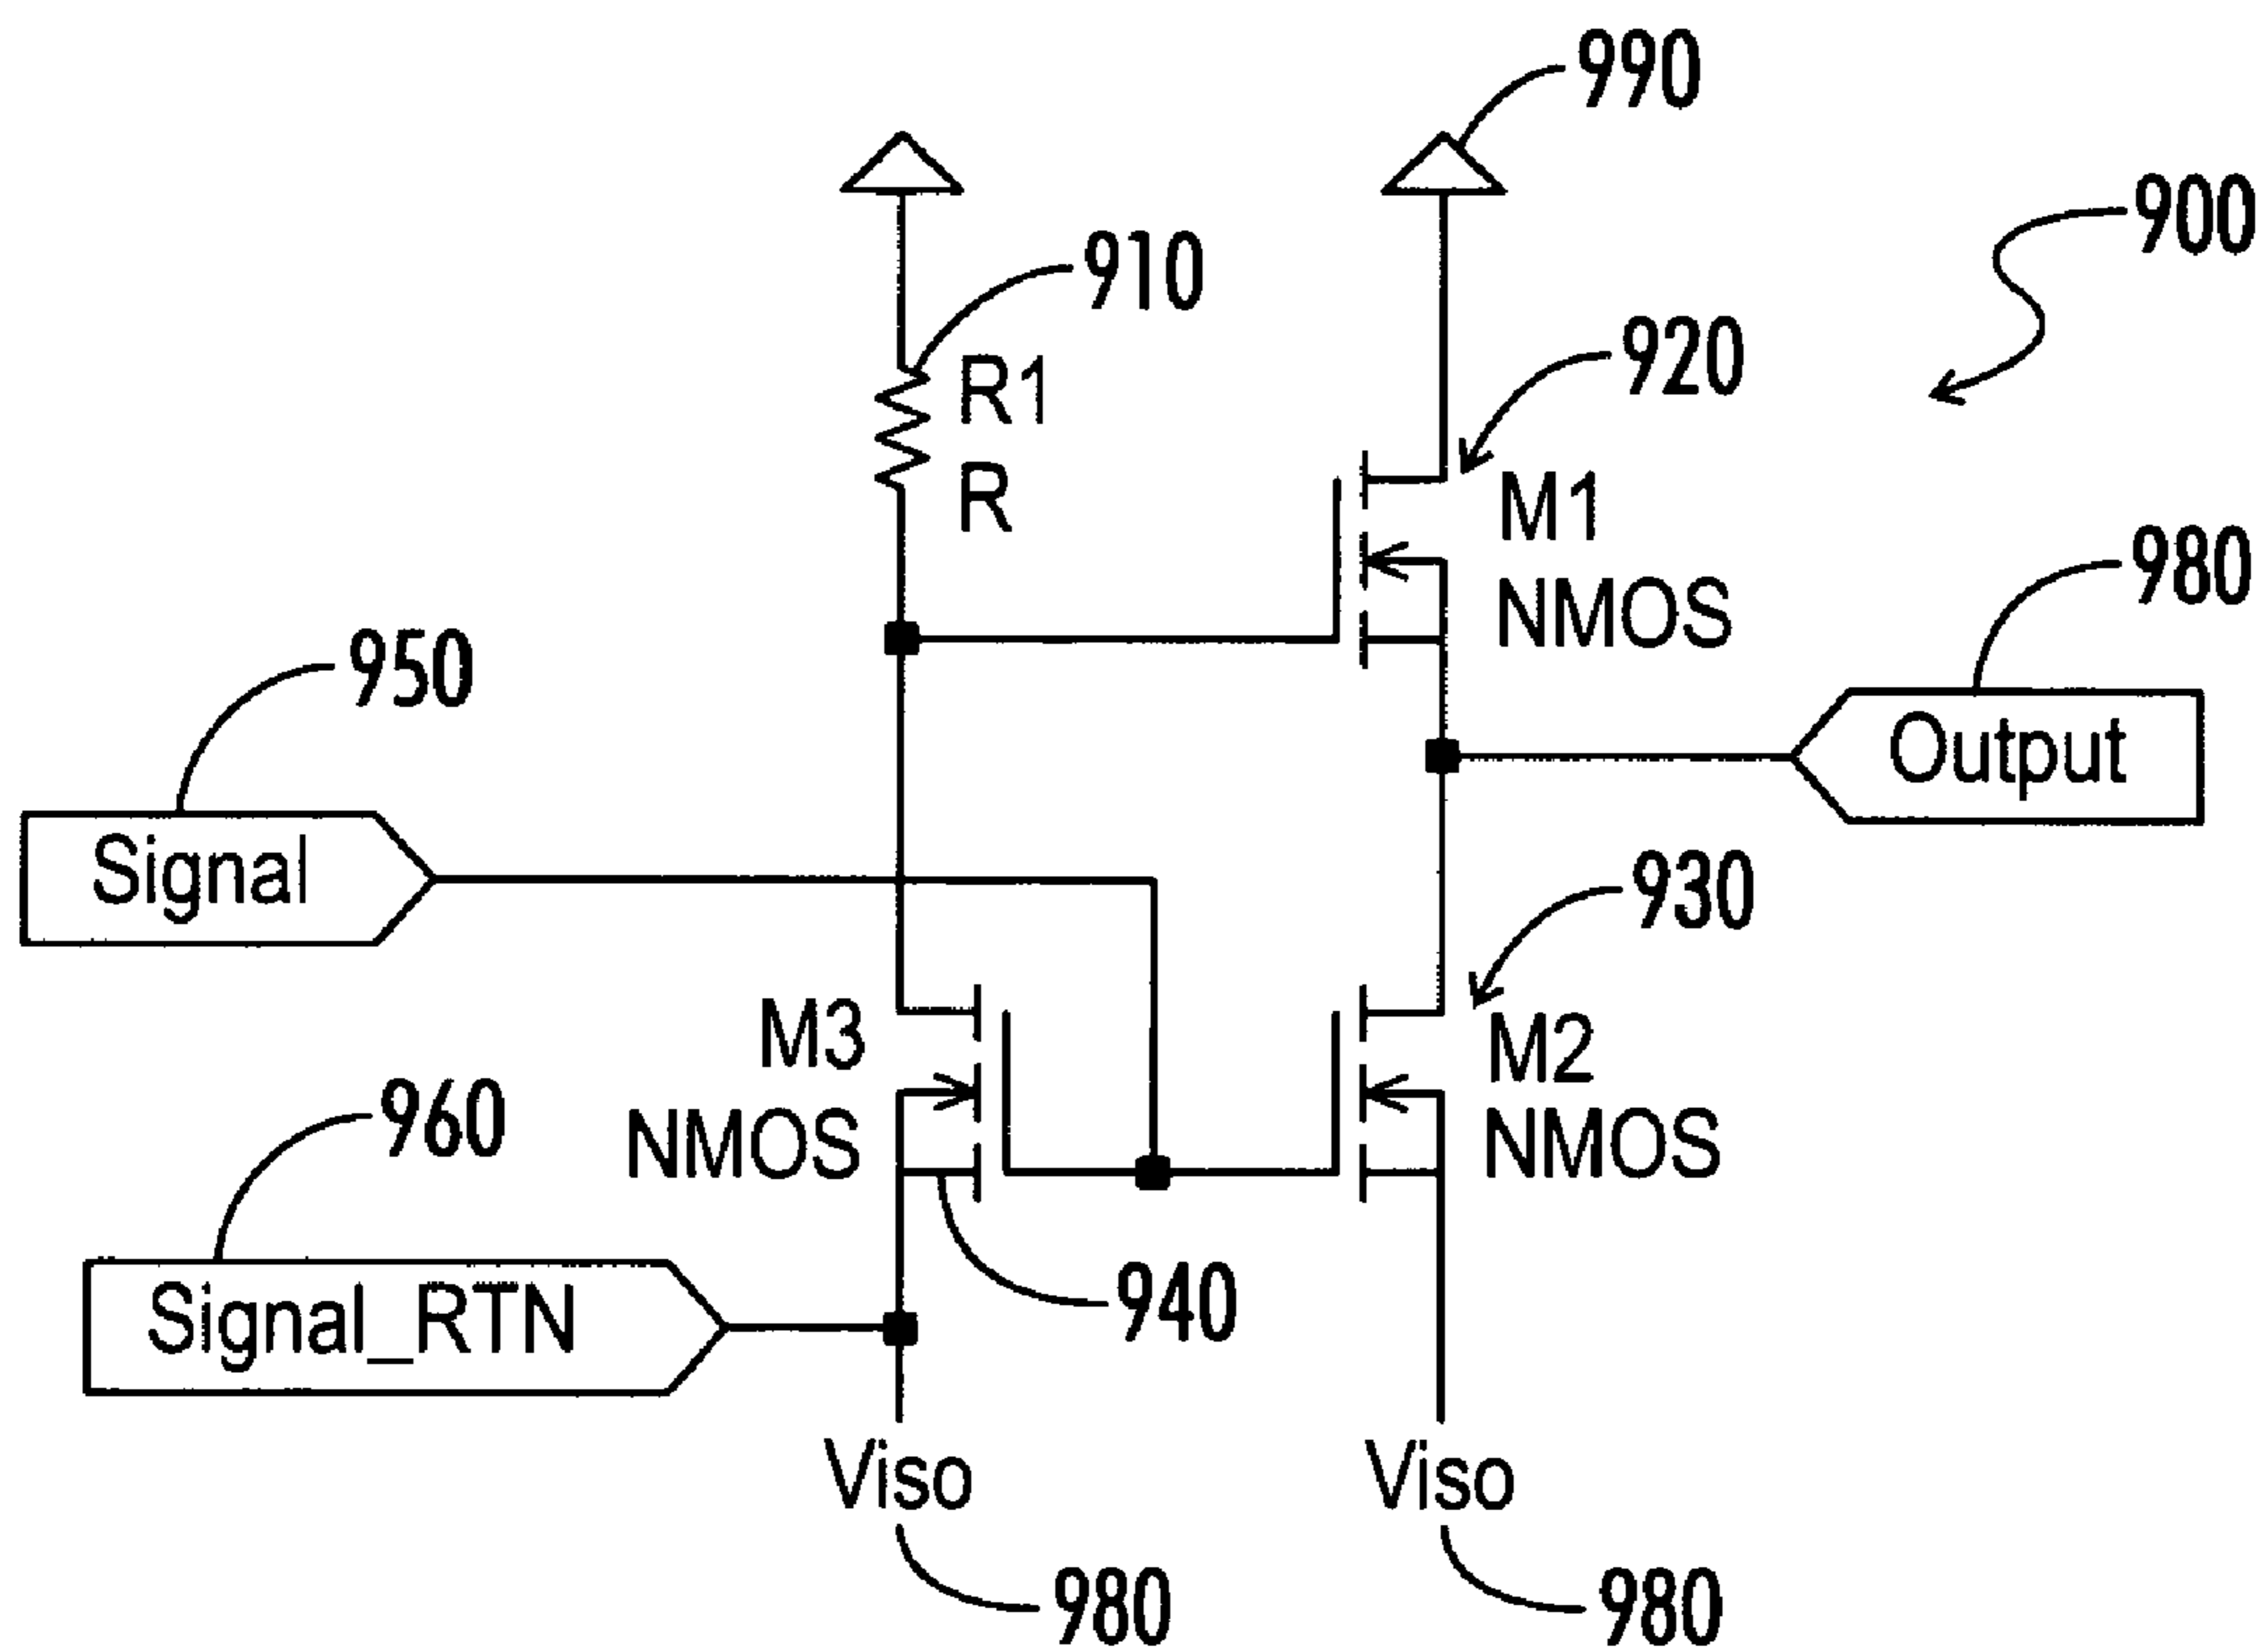 990
900
910
920
R1
R
M1
NMOS
980
950
Output
Signal
930
M3
NMOS
M2
NMOS
960
940
Signal_RTN
Viso
Viso
980
980